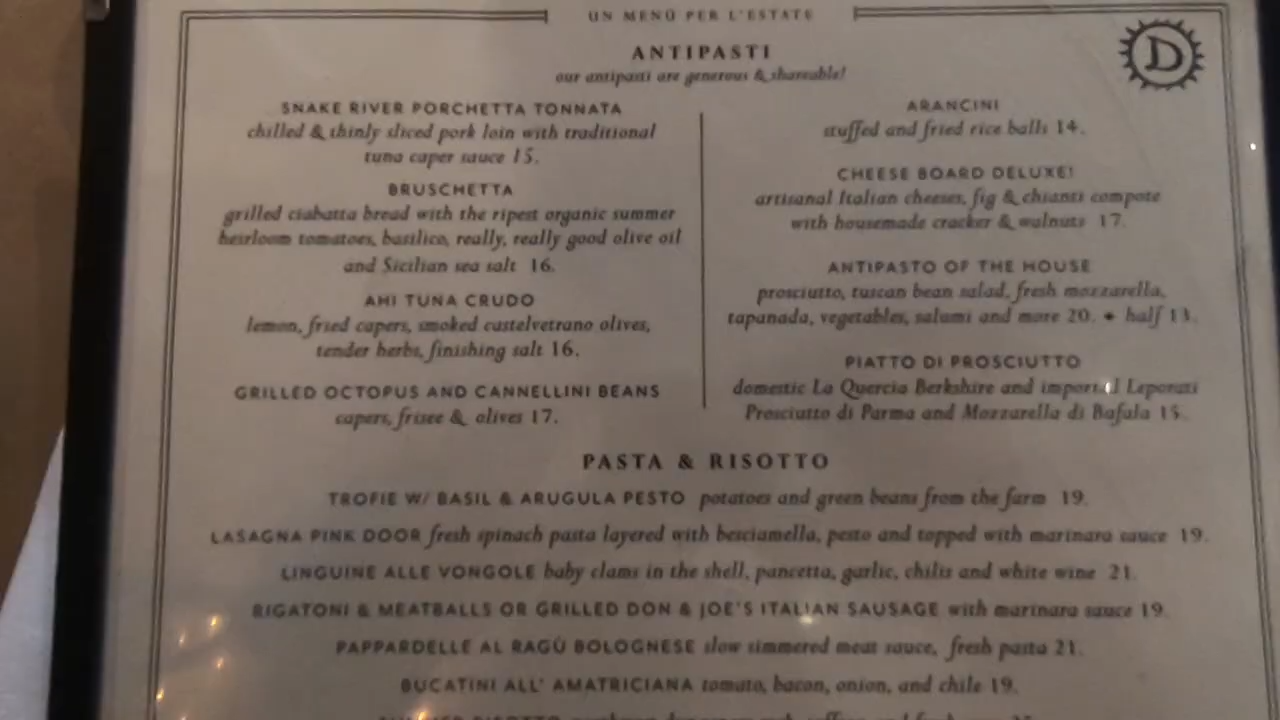 UN MENÙ PER L'ESTATE
D
ANTIPASTI
our antipasti are generous & shareable!
SNAKE RIVER PORCHETTA TONNATA
chilled & thinly sliced pork loin with traditional
tuna caper sauce 15.
BRUSCHETTA
grilled ciabatta bread with the ripest organic summer
heirloom tomatoes, basilico, really, really good olive oil
and Sicilian sea salt 16.
AHI TUNA CRUDO
lemon, fried capers, smoked castelvetrano olives,
tender herbs, finishing salt 16.
GRILLED OCTOPUS AND CANNELLINI BEANS
capers, frisee & olives 17.
ARANCINI
stuffed and fried rice balls 14.
CHEESE BOARD DELUXE!
artisanal Italian cheeses, fig & chianti compote
with housemade cracker & walnuts 17.
ANTIPASTO OF THE HOUSE
prosciutto, tuscan bean salad, fresh mozzarella,
tapanada, vegetables, salumi and more 20. • half 13.
PIATTO DI PROSCIUTTO
domestic La Quercia Berkshire and imported Leporati
Prosciutto di Parma and Mozzarella di Bufala 15.
PASTA & RISOTTO
TROFIE W/ BASIL & ARUGULA PESTO potatoes and green beans from the farm 19.
LASAGNA PINK DOOR fresh spinach pasta layered with besciamella, pesto and topped with marinara sauce 19.
LINGUINE ALLE VONGOLE baby clams in the shell, pancetta, garlic, chilis and white wine 21.
RIGATONI & MEATBALLS OR GRILLED DON & JOE'S ITALIAN SAUSAGE with marinara sauce 19.
PAPPARDELLE AL RAGÙ BOLOGNESE slow simmered meat sauce, fresh pasta 21.
BUCATINI ALL' AMATRICIANA tomato, bacon, onion, and chile 19.